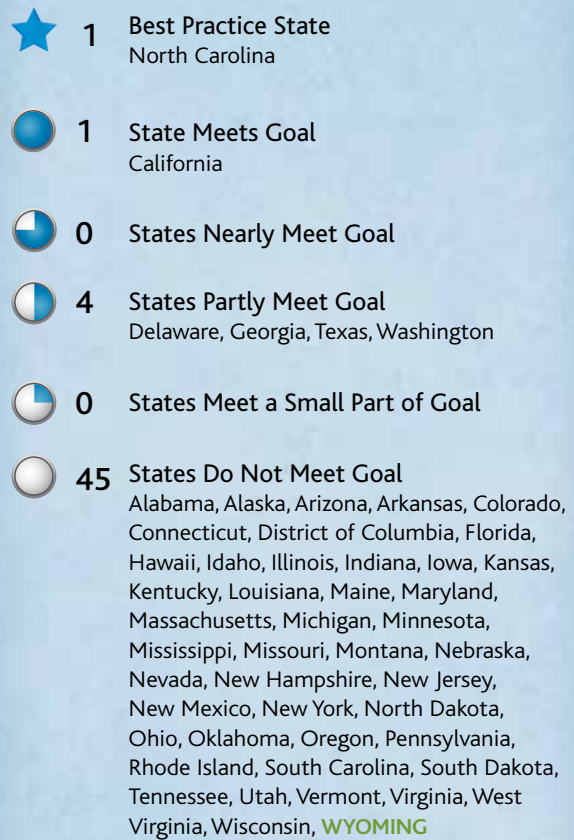 1 Best Practice State
North Carolina
1 State Meets Goal
California
0 States Nearly Meet Goal
4 States Partly Meet Goal
Delaware, Georgia, Texas, Washington
0 States Meet a Small Part of Goal
45 States Do Not Meet Goal
Alabama, Alaska, Arizona, Arkansas, Colorado,
Connecticut, District of Columbia, Florida,
Hawaii, Idaho, Illinois, Indiana, Iowa, Kansas,
Kentucky, Louisiana, Maine, Maryland,
Massachusetts, Michigan, Minnesota,
Mississippi, Missouri, Montana, Nebraska,
Nevada, New Hampshire, New Jersey,
New Mexico, New York, North Dakota,
Ohio, Oklahoma, Oregon, Pennsylvania,
Rhode Island, South Carolina, South Dakota,
Tennessee, Utah, Vermont, Virginia, West
Virginia, Wisconsin, WYOMING